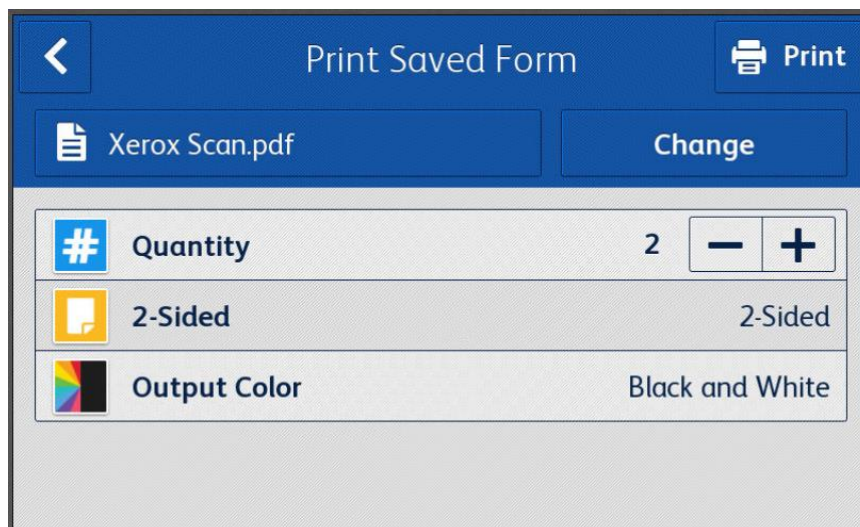 Print Saved Form
Print
Xerox Scan.pdf
Change
# Quantity 2 − +
2-Sided 2-Sided
Output Color Black and White